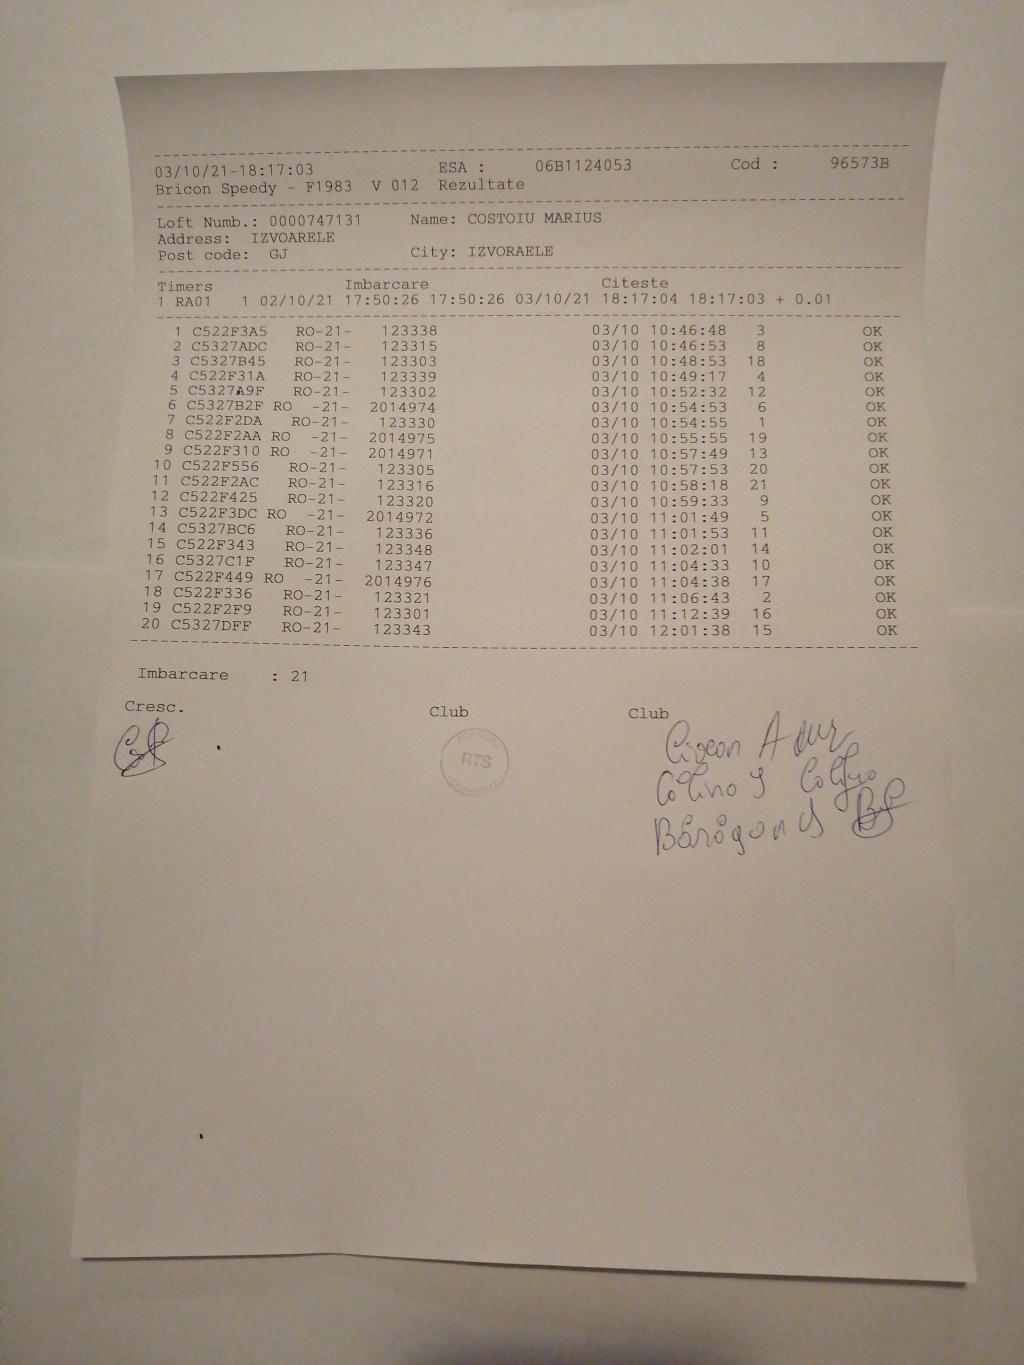 03/10/21-18:17:03 ESA : 06B1124053 Cod : 96573B
Bricon Speedy - F1983 V 012 Rezultate
Loft Numb.: 0000747131 Name: COSTOIU MARIUS
Address: IZVOARELE
Post code: GJ City: IZVORAELE
Timers Imbarcare Citeste
1 RA01 1 02/10/21 17:50:26 17:50:26 03/10/21 18:17:04 18:17:03 + 0.01
1 C522F3A5 RO-21- 123338 03/10 10:46:48 3 OK
2 C5327ADC RO-21- 123315 03/10 10:46:53 8 OK
3 C5327B45 RO-21- 123303 03/10 10:48:53 18 OK
4 C522F31A RO-21- 123339 03/10 10:49:17 4 OK
5 C5327A9F RO-21- 123302 03/10 10:52:32 12 OK
6 C5327B2F RO -21- 2014974 03/10 10:54:53 6 OK
7 C522F2DA RO-21- 123330 03/10 10:54:55 1 OK
8 C522F2AA RO -21- 2014975 03/10 10:55:55 19 OK
9 C522F310 RO -21- 2014971 03/10 10:57:49 13 OK
10 C522F556 RO-21- 123305 03/10 10:57:53 20 OK
11 C522F2AC RO-21- 123316 03/10 10:58:18 21 OK
12 C522F425 RO-21- 123320 03/10 10:59:33 9 OK
13 C522F3DC RO -21- 2014972 03/10 11:01:49 5 OK
14 C5327BC6 RO-21- 123336 03/10 11:01:53 11 OK
15 C522F343 RO-21- 123348 03/10 11:02:01 14 OK
16 C5327C1F RO-21- 123347 03/10 11:04:33 10 OK
17 C522F449 RO -21- 2014976 03/10 11:04:38 17 OK
18 C522F336 RO-21- 123321 03/10 11:06:43 2 OK
19 C522F2F9 RO-21- 123301 03/10 11:12:39 16 OK
20 C5327DFF RO-21- 123343 03/10 12:01:38 15 OK
Imbarcare : 21
Cresc. Club Club
RTS